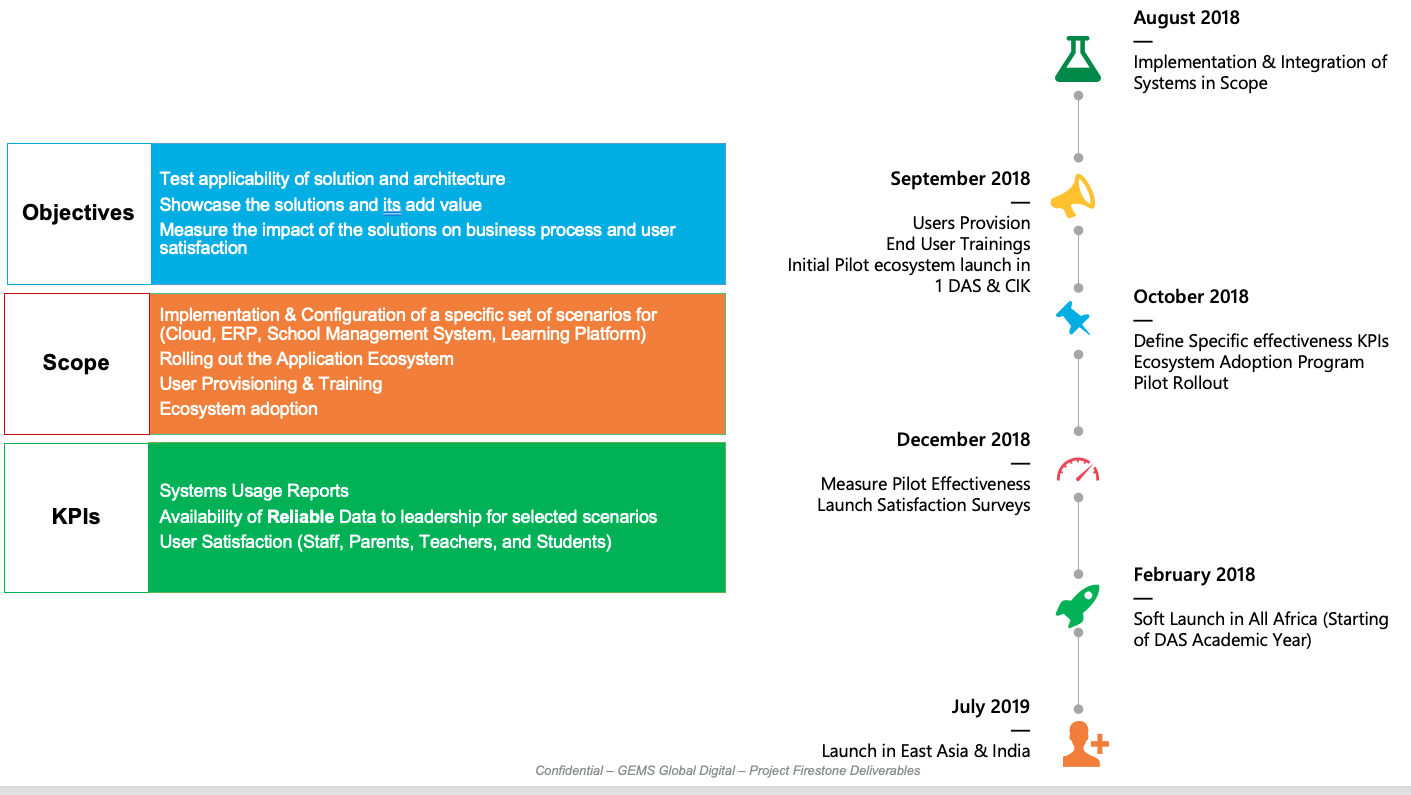 Objectives
Test applicability of solution and architecture
Showcase the solutions and its add value
Measure the impact of the solutions on business process and user
satisfaction
Scope
Implementation & Configuration of a specific set of scenarios for
(Cloud, ERP, School Management System, Learning Platform)
Rolling out the Application Ecosystem
User Provisioning & Training
Ecosystem adoption
KPIs
Systems Usage Reports
Availability of Reliable Data to leadership for selected scenarios
User Satisfaction (Staff, Parents, Teachers, and Students)
August 2018
Implementation & Integration of
Systems in Scope
September 2018
Users Provision
End User Trainings
Initial Pilot ecosystem launch in
1 DAS & CIK
October 2018
Define Specific effectiveness KPIs
Ecosystem Adoption Program
Pilot Rollout
December 2018
Measure Pilot Effectiveness
Launch Satisfaction Surveys
February 2018
Soft Launch in All Africa (Starting
of DAS Academic Year)
July 2019
Launch in East Asia & India
Confidential – GEMS Global Digital – Project Firestone Deliverables